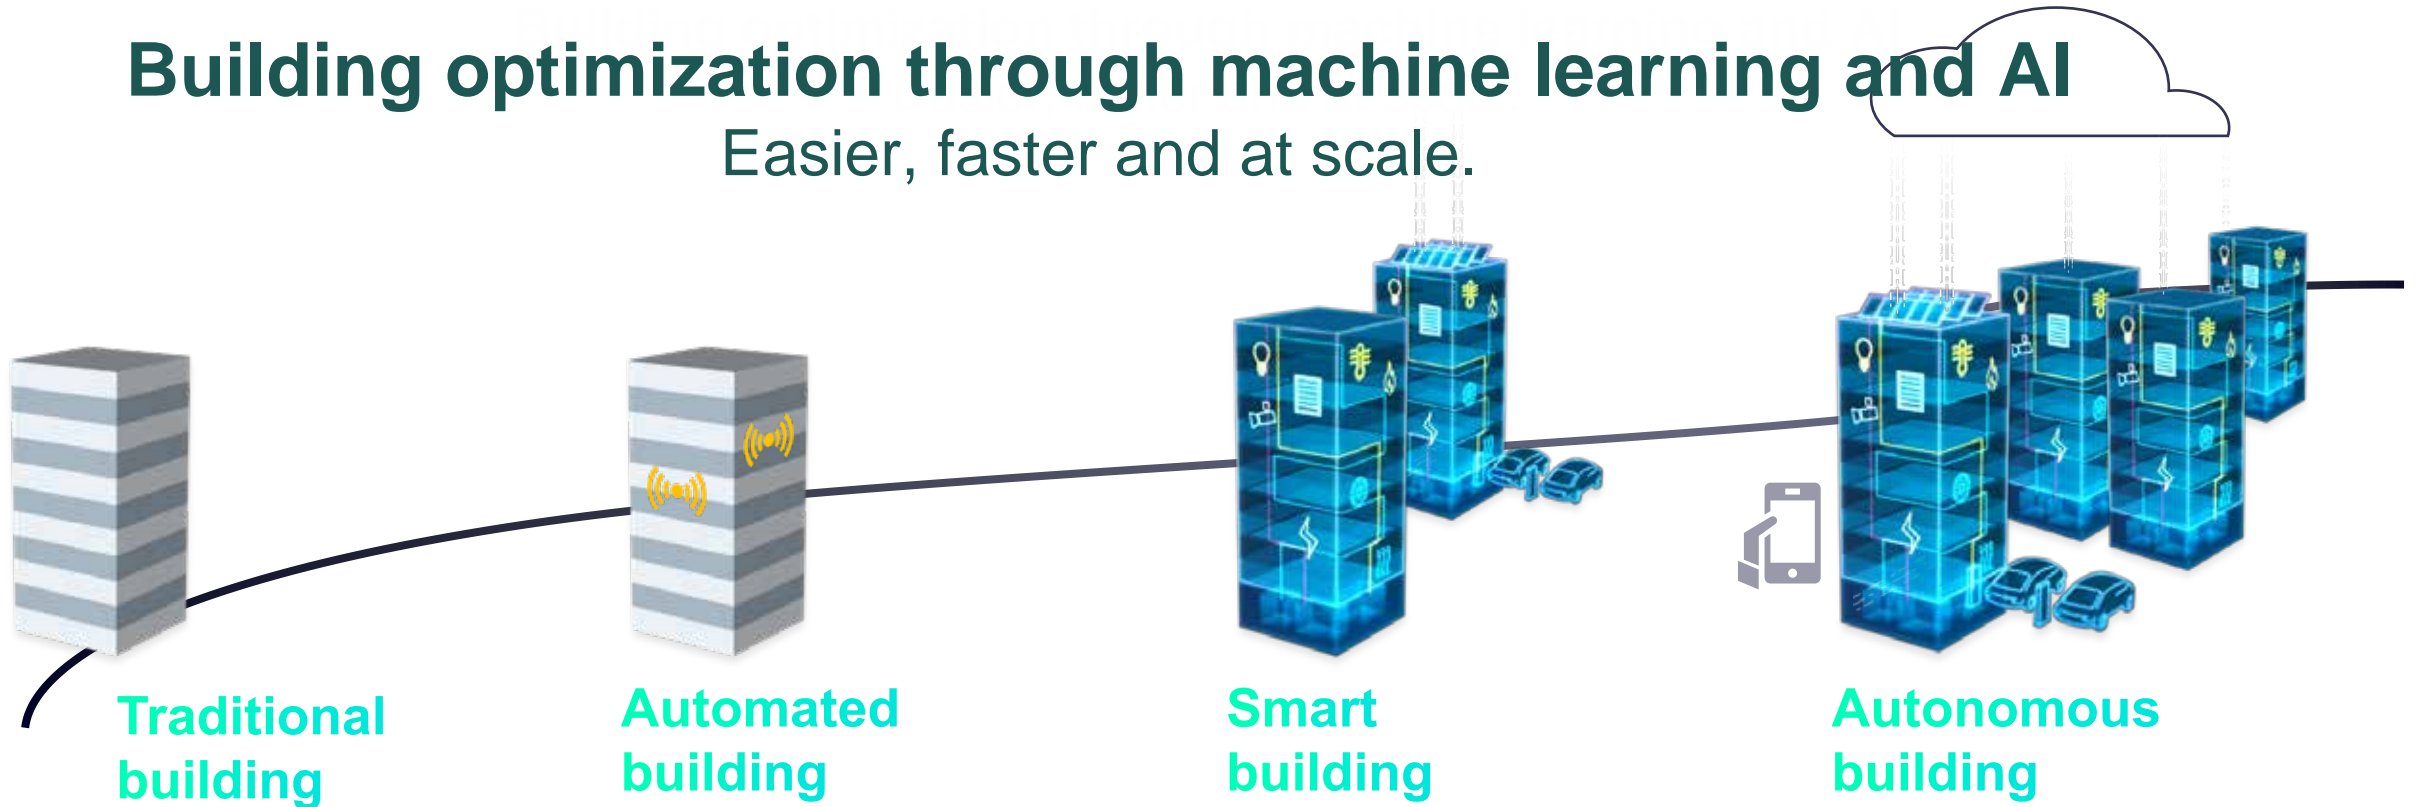 Building optimization through machine learning and AI
Easier, faster and at scale.
Traditional
building
Automated
building
Smart
building
Autonomous
building